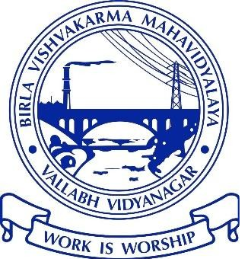 BIRLA VISHVAKARMA MAHAVIDYALAYA
VALLABH VIDYANAGAR
WORK IS WORSHIP